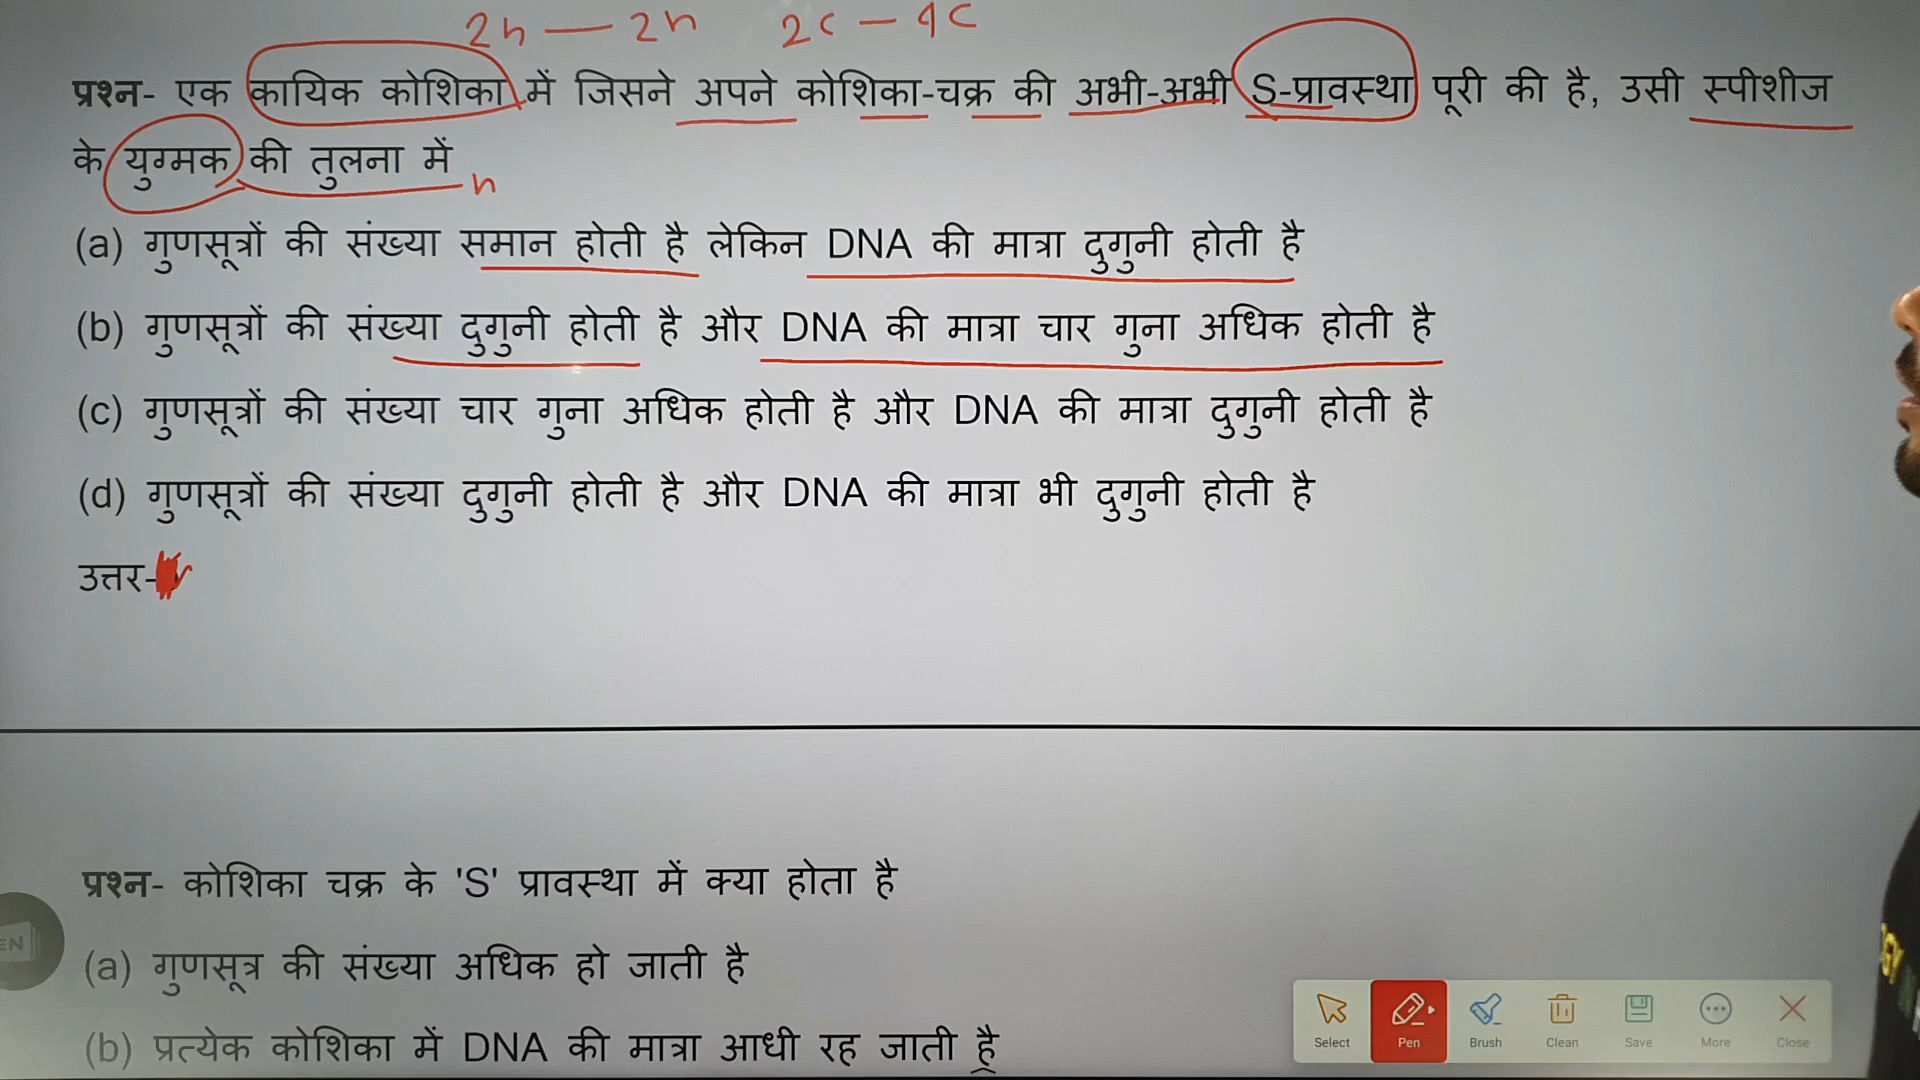 2n — 2n 2C — 4C
प्रश्न- एक कायिक कोशिका में जिसने अपने कोशिका-चक्र की अभी-अभी S-प्रावस्था पूरी की है, उसी स्पीशीज
के युग्मक की तुलना में n
(a) गुणसूत्रों की संख्या समान होती है लेकिन DNA की मात्रा दुगुनी होती है
(b) गुणसूत्रों की संख्या दुगुनी होती है और DNA की मात्रा चार गुना अधिक होती है
(c) गुणसूत्रों की संख्या चार गुना अधिक होती है और DNA की मात्रा दुगुनी होती है
(d) गुणसूत्रों की संख्या दुगुनी होती है और DNA की मात्रा भी दुगुनी होती है
उत्तर-
प्रश्न- कोशिका चक्र के 'S' प्रावस्था में क्या होता है
(a) गुणसूत्र की संख्या अधिक हो जाती है
(b) प्रत्येक कोशिका में DNA की मात्रा आधी रह जाती है
Select Pen Brush Clean Save More Close